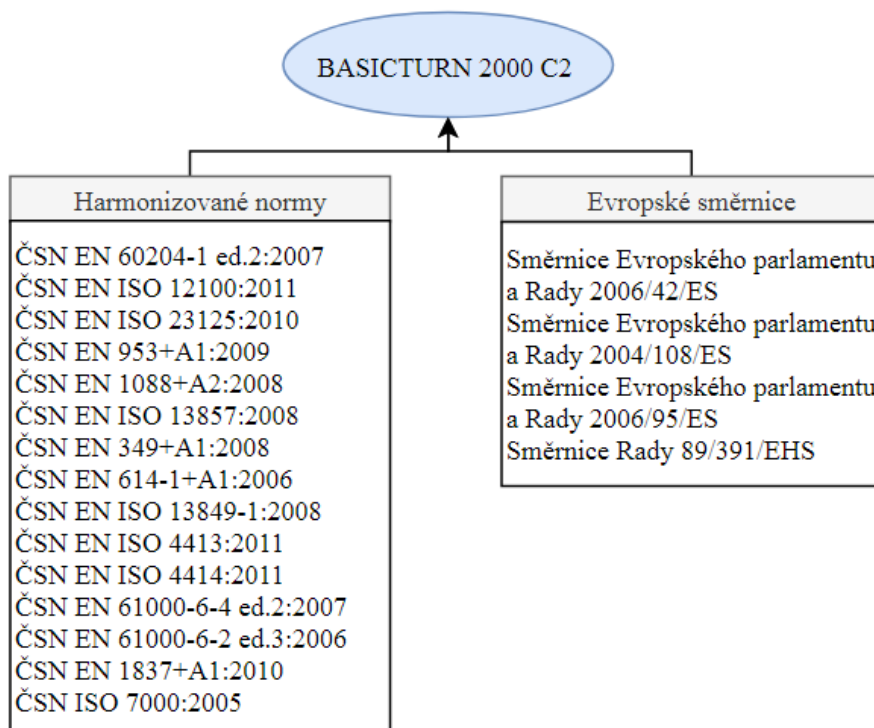 BASICTURN 2000 C2
Harmonizované normy
ČSN EN 60204-1 ed.2:2007
ČSN EN ISO 12100:2011
ČSN EN ISO 23125:2010
ČSN EN 953+A1:2009
ČSN EN 1088+A2:2008
ČSN EN ISO 13857:2008
ČSN EN 349+A1:2008
ČSN EN 614-1+A1:2006
ČSN EN ISO 13849-1:2008
ČSN EN ISO 4413:2011
ČSN EN ISO 4414:2011
ČSN EN 61000-6-4 ed.2:2007
ČSN EN 61000-6-2 ed.3:2006
ČSN EN 1837+A1:2010
ČSN ISO 7000:2005
Evropské směrnice
Směrnice Evropského parlamentu
a Rady 2006/42/ES
Směrnice Evropského parlamentu
a Rady 2004/108/ES
Směrnice Evropského parlamentu
a Rady 2006/95/ES
Směrnice Rady 89/391/EHS